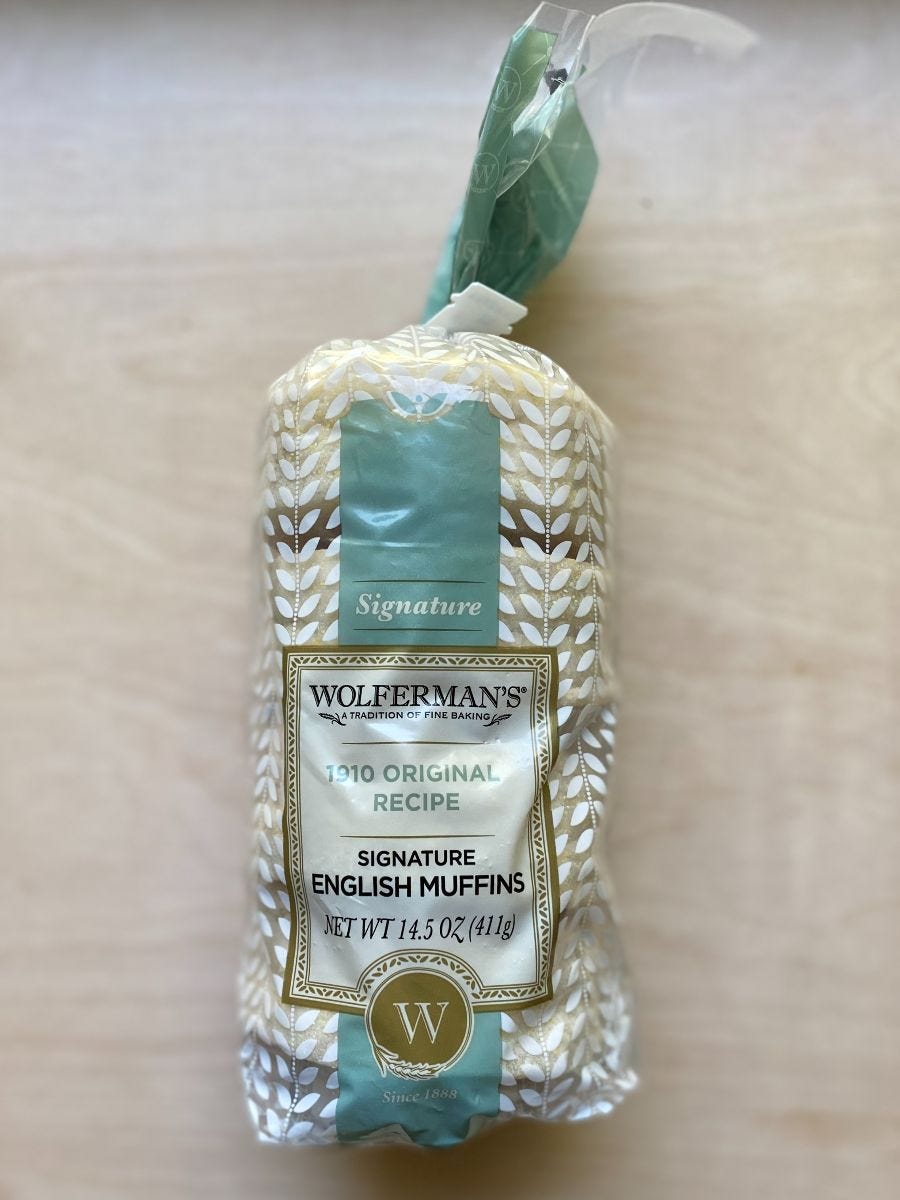 W
W
Signature
WOLFERMAN'S®
A TRADITION OF FINE BAKING
1910 ORIGINAL
RECIPE
SIGNATURE
ENGLISH MUFFINS
NET WT 14.5 OZ (411g)
W
Since 1888